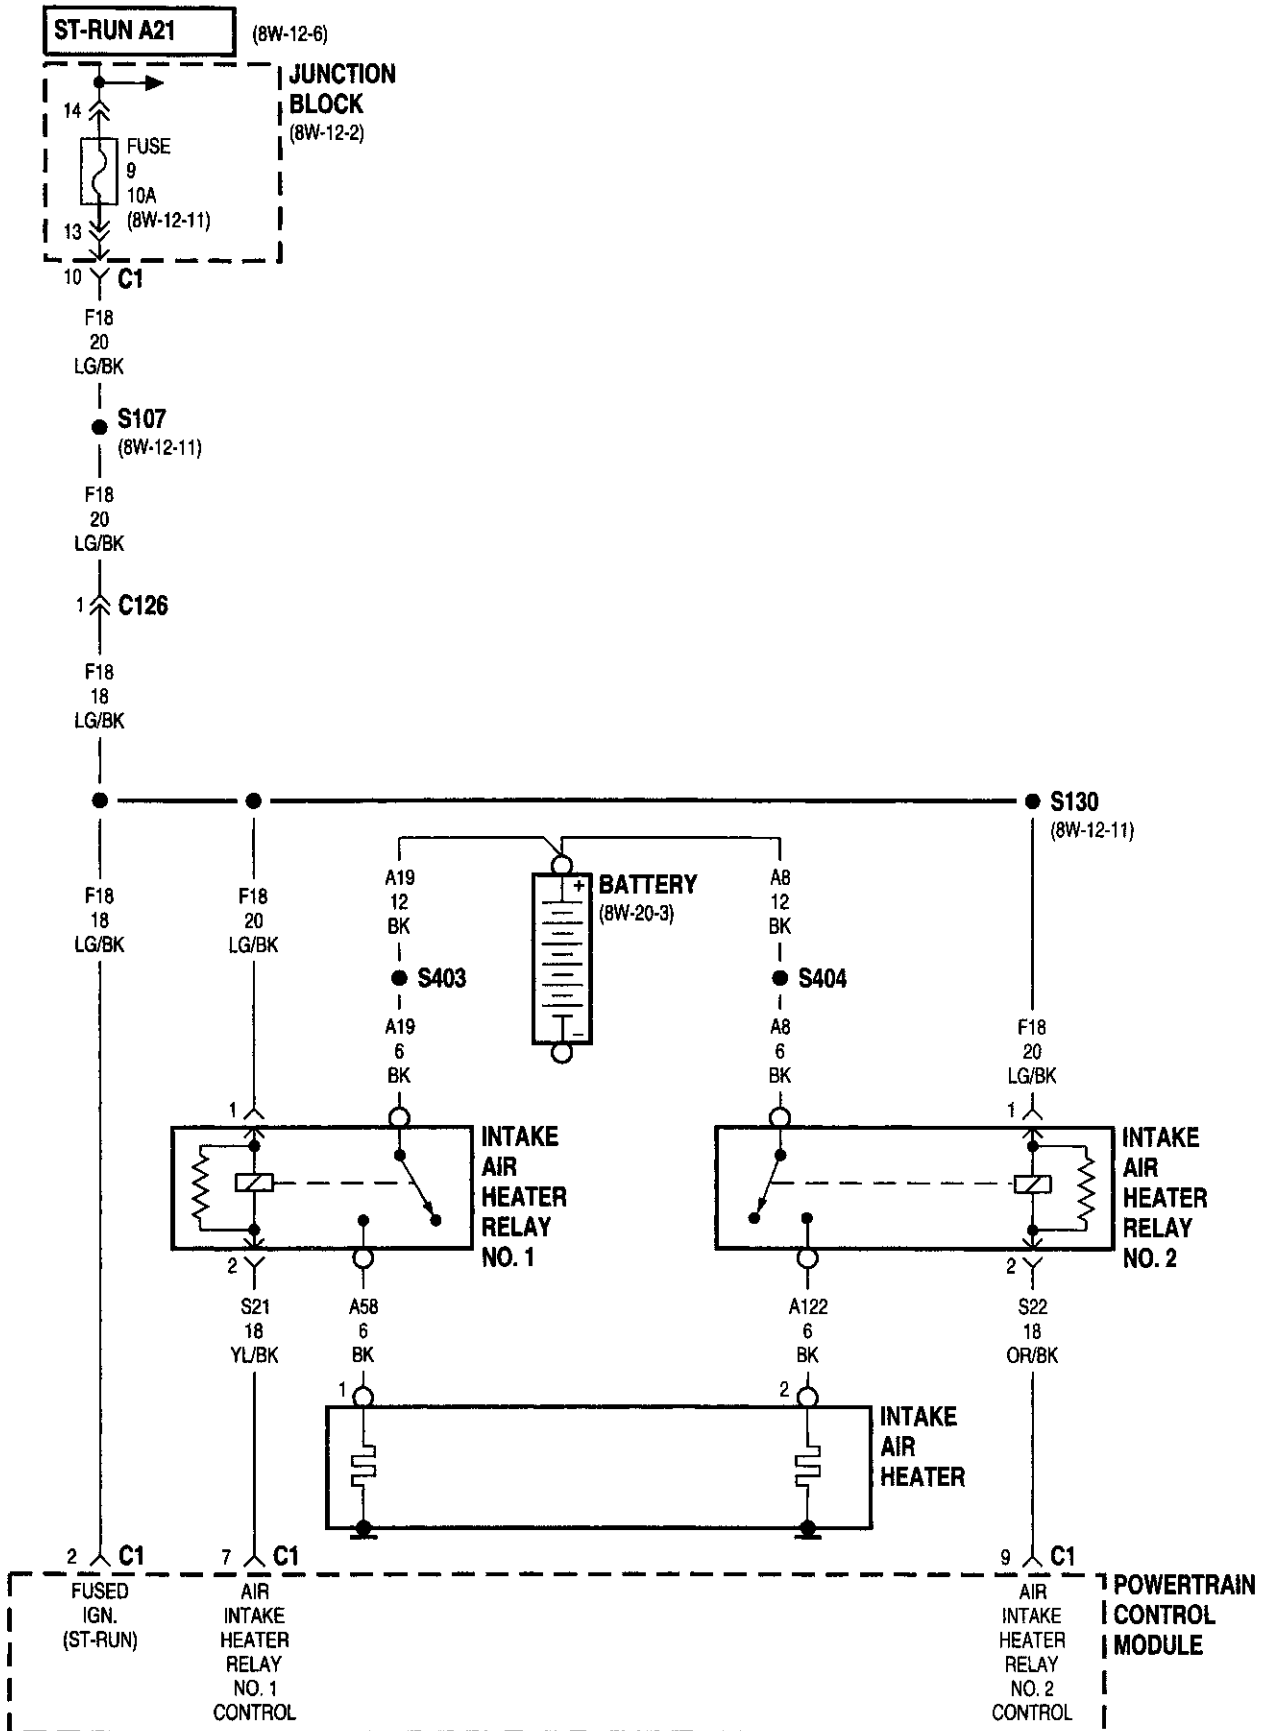 ST-RUN A21
(8W-12-6)
JUNCTION
BLOCK
(8W-12-2)
14
FUSE
9
10A
(8W-12-11)
13
10
C1
F18
20
LG/BK
S107
(8W-12-11)
F18
20
LG/BK
1
C126
F18
18
LG/BK
S130
(8W-12-11)
F18
18
LG/BK
F18
20
LG/BK
A19
12
BK
+
-
BATTERY
(8W-20-3)
A8
12
BK
S403
S404
A19
6
BK
A8
6
BK
F18
20
LG/BK
1
INTAKE
AIR
HEATER
RELAY
NO. 1
1
INTAKE
AIR
HEATER
RELAY
NO. 2
2
2
S21
18
YL/BK
A58
6
BK
A122
6
BK
S22
18
OR/BK
1
2
INTAKE
AIR
HEATER
2
C1
7
C1
9
C1
FUSED
IGN.
(ST-RUN)
AIR
INTAKE
HEATER
RELAY
NO. 1
CONTROL
AIR
INTAKE
HEATER
RELAY
NO. 2
CONTROL
POWERTRAIN
CONTROL
MODULE